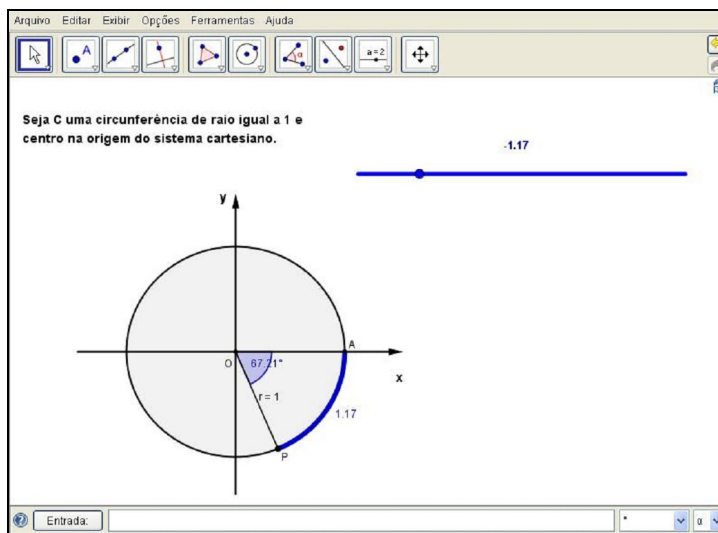 Arquivo Editar Exibir Opções Ferramentas Ajuda
A
α
a=2
Seja C uma circunferência de raio igual a 1 e
centro na origem do sistema cartesiano.
-1.17
y
A
O
67.21°
x
r = 1
1.17
P
Entrada:
°
α